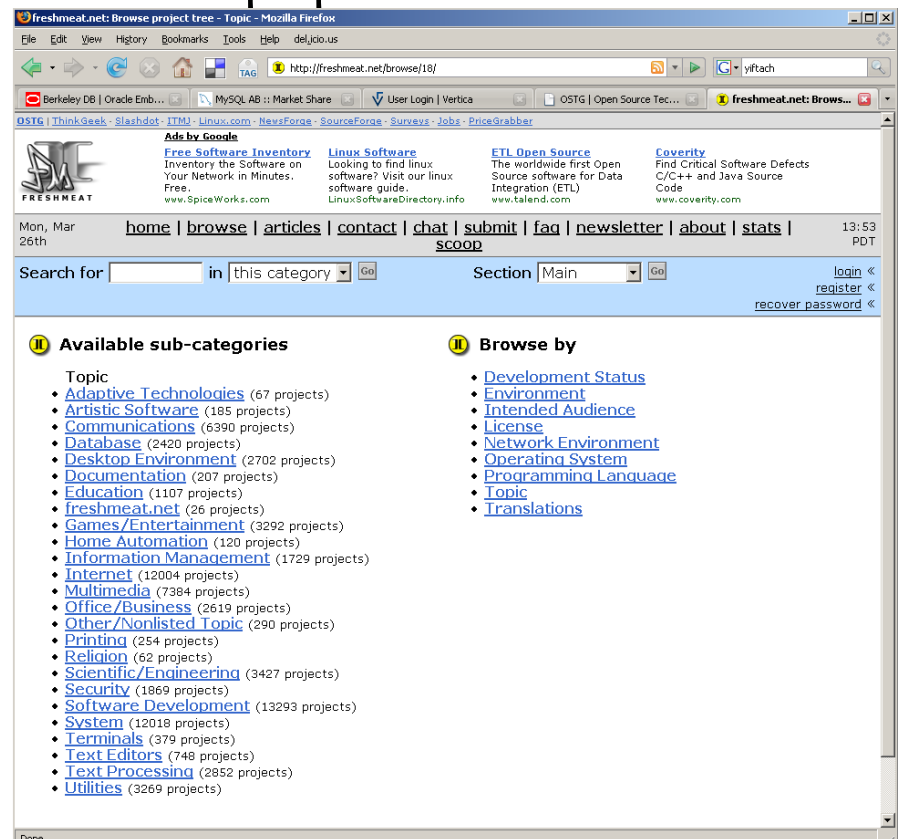 freshmeat.net: Browse project tree - Topic - Mozilla Firefox
File Edit View History Bookmarks Tools Help del.icio.us
TAG http://freshmeat.net/browse/18/ G yiftach
Berkeley DB | Oracle Emb... MySQL AB :: Market Share User Login | Vertica OSTG | Open Source Tec... freshmeat.net: Brows...
OSTG | ThinkGeek - Slashdot - ITMJ - Linux.com - NewsForge - SourceForge - Surveys - Jobs - PriceGrabber
FRESHMEAT
Ads by Google
Free Software Inventory
Inventory the Software on
Your Network in Minutes.
Free.
www.SpiceWorks.com
Linux Software
Looking to find linux
software? Visit our linux
software guide.
LinuxSoftwareDirectory.info
ETL Open Source
The worldwide first Open
Source software for Data
Integration (ETL)
www.talend.com
Coverity
Find Critical Software Defects
C/C++ and Java Source
Code
www.coverity.com
Mon, Mar
26th
home | browse | articles | contact | chat | submit | faq | newsletter | about | stats |
scoop
13:53
PDT
Search for in this category Go Section Main Go
login «
register «
recover password «
Available sub-categories
Topic
Adaptive Technologies (67 projects)
Artistic Software (185 projects)
Communications (6390 projects)
Database (2420 projects)
Desktop Environment (2702 projects)
Documentation (207 projects)
Education (1107 projects)
freshmeat.net (26 projects)
Games/Entertainment (3292 projects)
Home Automation (120 projects)
Information Management (1729 projects)
Internet (12004 projects)
Multimedia (7384 projects)
Office/Business (2619 projects)
Other/Nonlisted Topic (290 projects)
Printing (254 projects)
Religion (62 projects)
Scientific/Engineering (3427 projects)
Security (1869 projects)
Software Development (13293 projects)
System (12018 projects)
Terminals (379 projects)
Text Editors (748 projects)
Text Processing (2852 projects)
Utilities (3269 projects)
Browse by
Development Status
Environment
Intended Audience
License
Network Environment
Operating System
Programming Language
Topic
Translations
Done